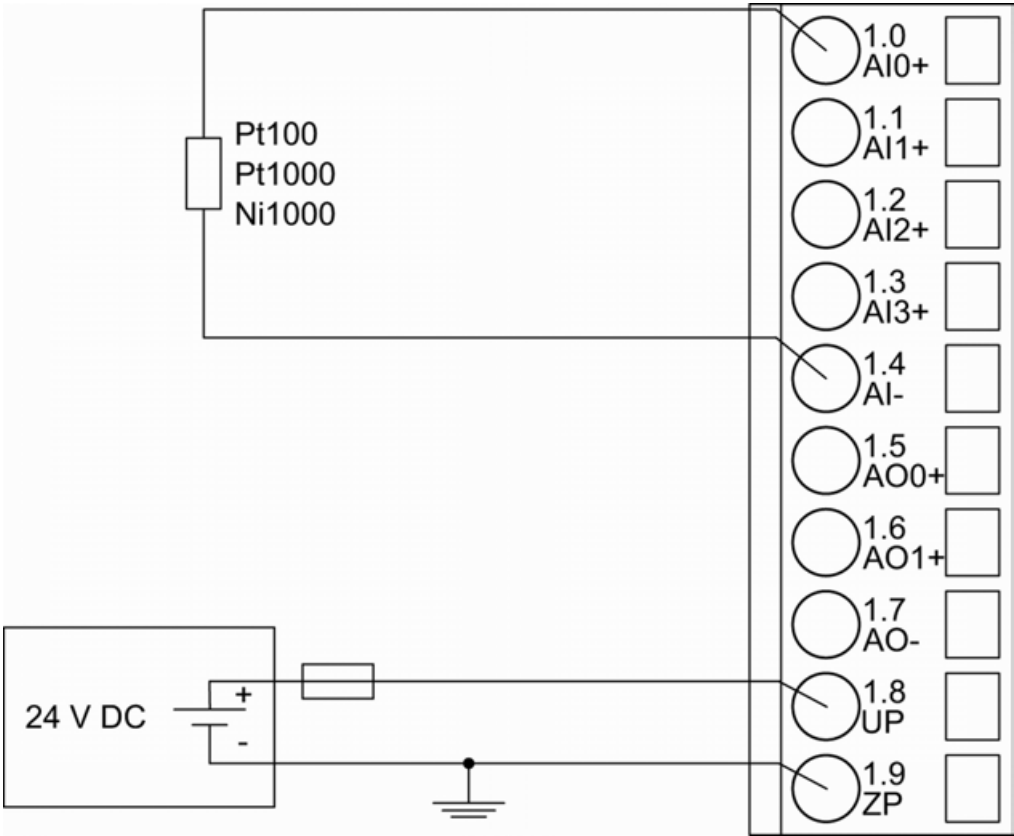 Pt100
Pt1000
Ni1000
1.0
AI0+
1.1
AI1+
1.2
AI2+
1.3
AI3+
1.4
AI-
1.5
AO0+
1.6
AO1+
1.7
AO-
1.8
UP
1.9
ZP
24 V DC
+
-